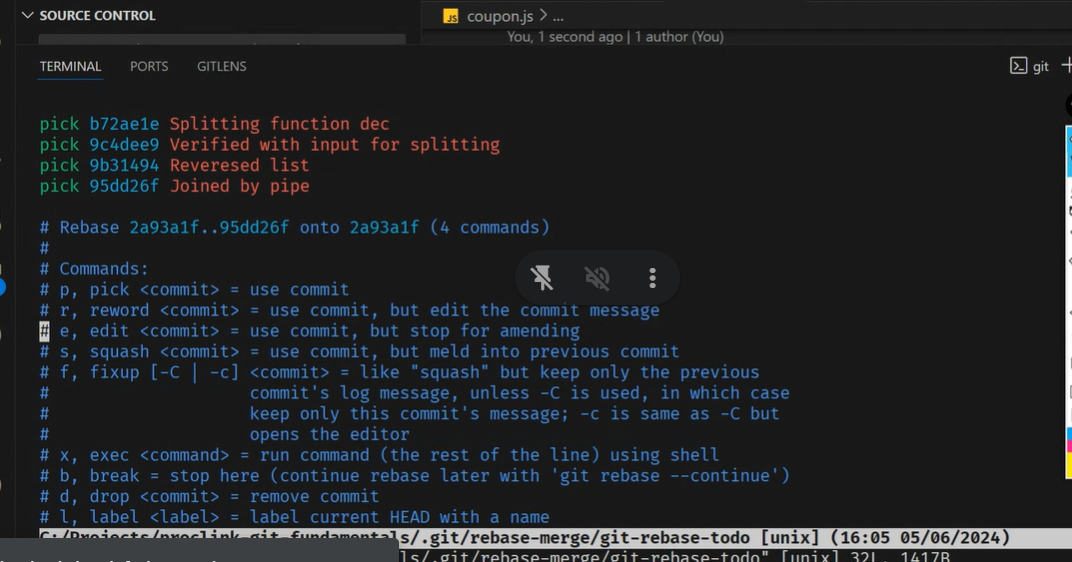 SOURCE CONTROL
JS coupon.js > ...
You, 1 second ago | 1 author (You)
TERMINAL PORTS GITLENS
git
pick b72ae1e Splitting function dec
pick 9c4dee9 Verified with input for splitting
pick 9b31494 Reveresed list
pick 95dd26f Joined by pipe
# Rebase 2a93a1f..95dd26f onto 2a93a1f (4 commands)
#
# Commands:
# p, pick <commit> = use commit
# r, reword <commit> = use commit, but edit the commit message
# e, edit <commit> = use commit, but stop for amending
# s, squash <commit> = use commit, but meld into previous commit
# f, fixup [-C | -c] <commit> = like "squash" but keep only the previous
# commit's log message, unless -C is used, in which case
# keep only this commit's message; -c is same as -C but
# opens the editor
# x, exec <command> = run command (the rest of the line) using shell
# b, break = stop here (continue rebase later with 'git rebase --continue')
# d, drop <commit> = remove commit
# l, label <label> = label current HEAD with a name
C:/Projects/proclink-git-fundamentals/.git/rebase-merge/git-rebase-todo [unix] (16:05 05/06/2024)
ls/.git/rebase-merge/git-rebase-todo" [unix] 32L, 1417B